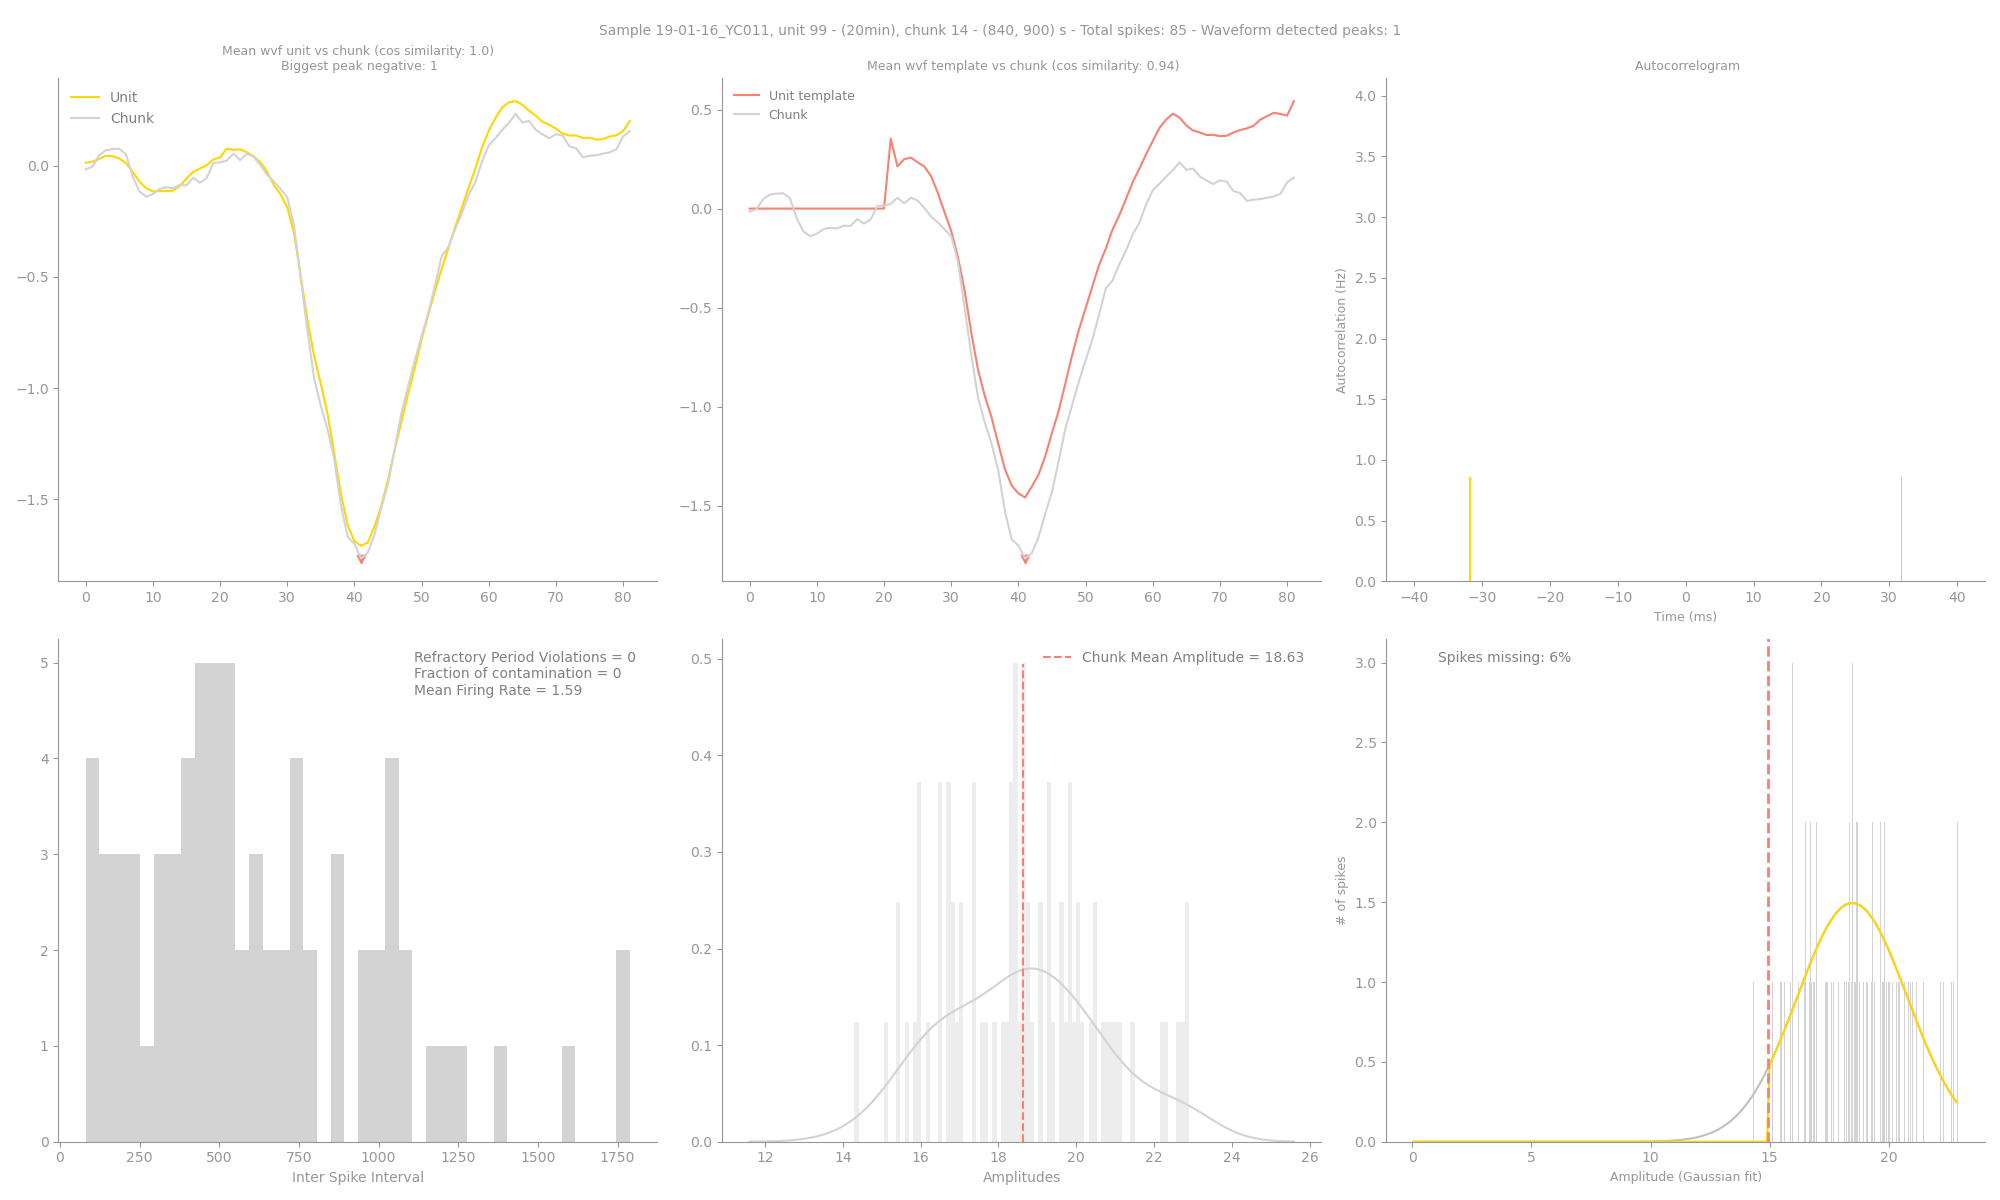 Sample 19-01-16_YC011, unit 99 - (20min), chunk 14 - (840, 900) s - Total spikes: 85 - Waveform detected peaks: 1
Mean wvf unit vs chunk (cos similarity: 1.0)
Biggest peak negative: 1
Unit
Chunk
0.0
−0.5
−1.0
−1.5
0 10 20 30 40 50 60 70 80
Mean wvf template vs chunk (cos similarity: 0.94)
Unit template
Chunk
0.5
0.0
−0.5
−1.0
−1.5
0 10 20 30 40 50 60 70 80
Autocorrelogram
Autocorrelation (Hz)
4.0
3.5
3.0
2.5
2.0
1.5
1.0
0.5
0.0
−40 −30 −20 −10 0 10 20 30 40
Time (ms)
Refractory Period Violations = 0
Fraction of contamination = 0
Mean Firing Rate = 1.59
5
4
3
2
1
0
0 250 500 750 1000 1250 1500 1750
Inter Spike Interval
Chunk Mean Amplitude = 18.63
0.5
0.4
0.3
0.2
0.1
0.0
12 14 16 18 20 22 24 26
Amplitudes
Spikes missing: 6%
# of spikes
3.0
2.5
2.0
1.5
1.0
0.5
0.0
0 5 10 15 20
Amplitude (Gaussian fit)